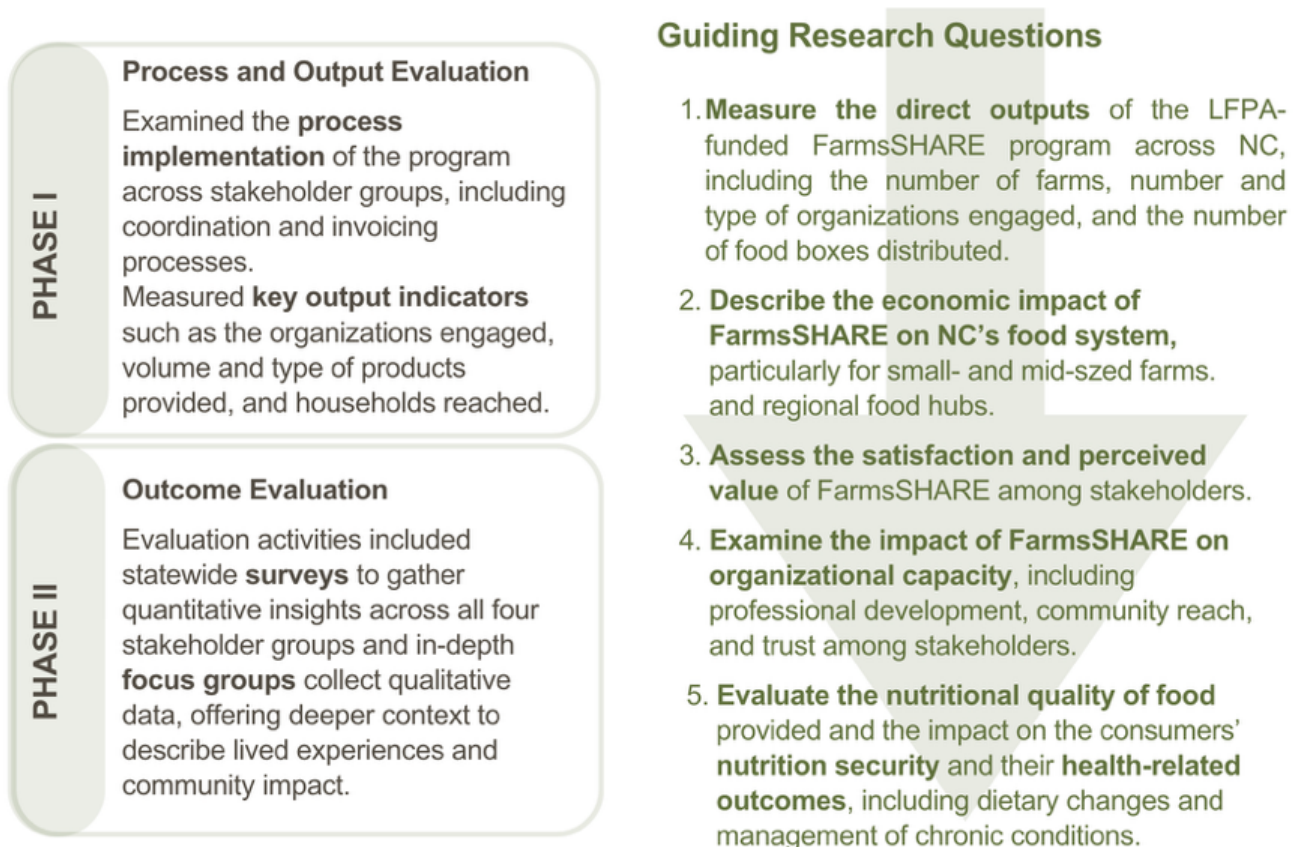 PHASE I
Process and Output Evaluation
Examined the process
implementation of the program
across stakeholder groups, including
coordination and invoicing
processes.
Measured key output indicators
such as the organizations engaged,
volume and type of products
provided, and households reached.
PHASE II
Outcome Evaluation
Evaluation activities included
statewide surveys to gather
quantitative insights across all four
stakeholder groups and in-depth
focus groups collect qualitative
data, offering deeper context to
describe lived experiences and
community impact.
Guiding Research Questions
1. Measure the direct outputs of the LFPA-
funded FarmsSHARE program across NC,
including the number of farms, number and
type of organizations engaged, and the number
of food boxes distributed.
2. Describe the economic impact of
FarmsSHARE on NC's food system,
particularly for small- and mid-szed farms.
and regional food hubs.
3. Assess the satisfaction and perceived
value of FarmsSHARE among stakeholders.
4. Examine the impact of FarmsSHARE on
organizational capacity, including
professional development, community reach,
and trust among stakeholders.
5. Evaluate the nutritional quality of food
provided and the impact on the consumers'
nutrition security and their health-related
outcomes, including dietary changes and
management of chronic conditions.